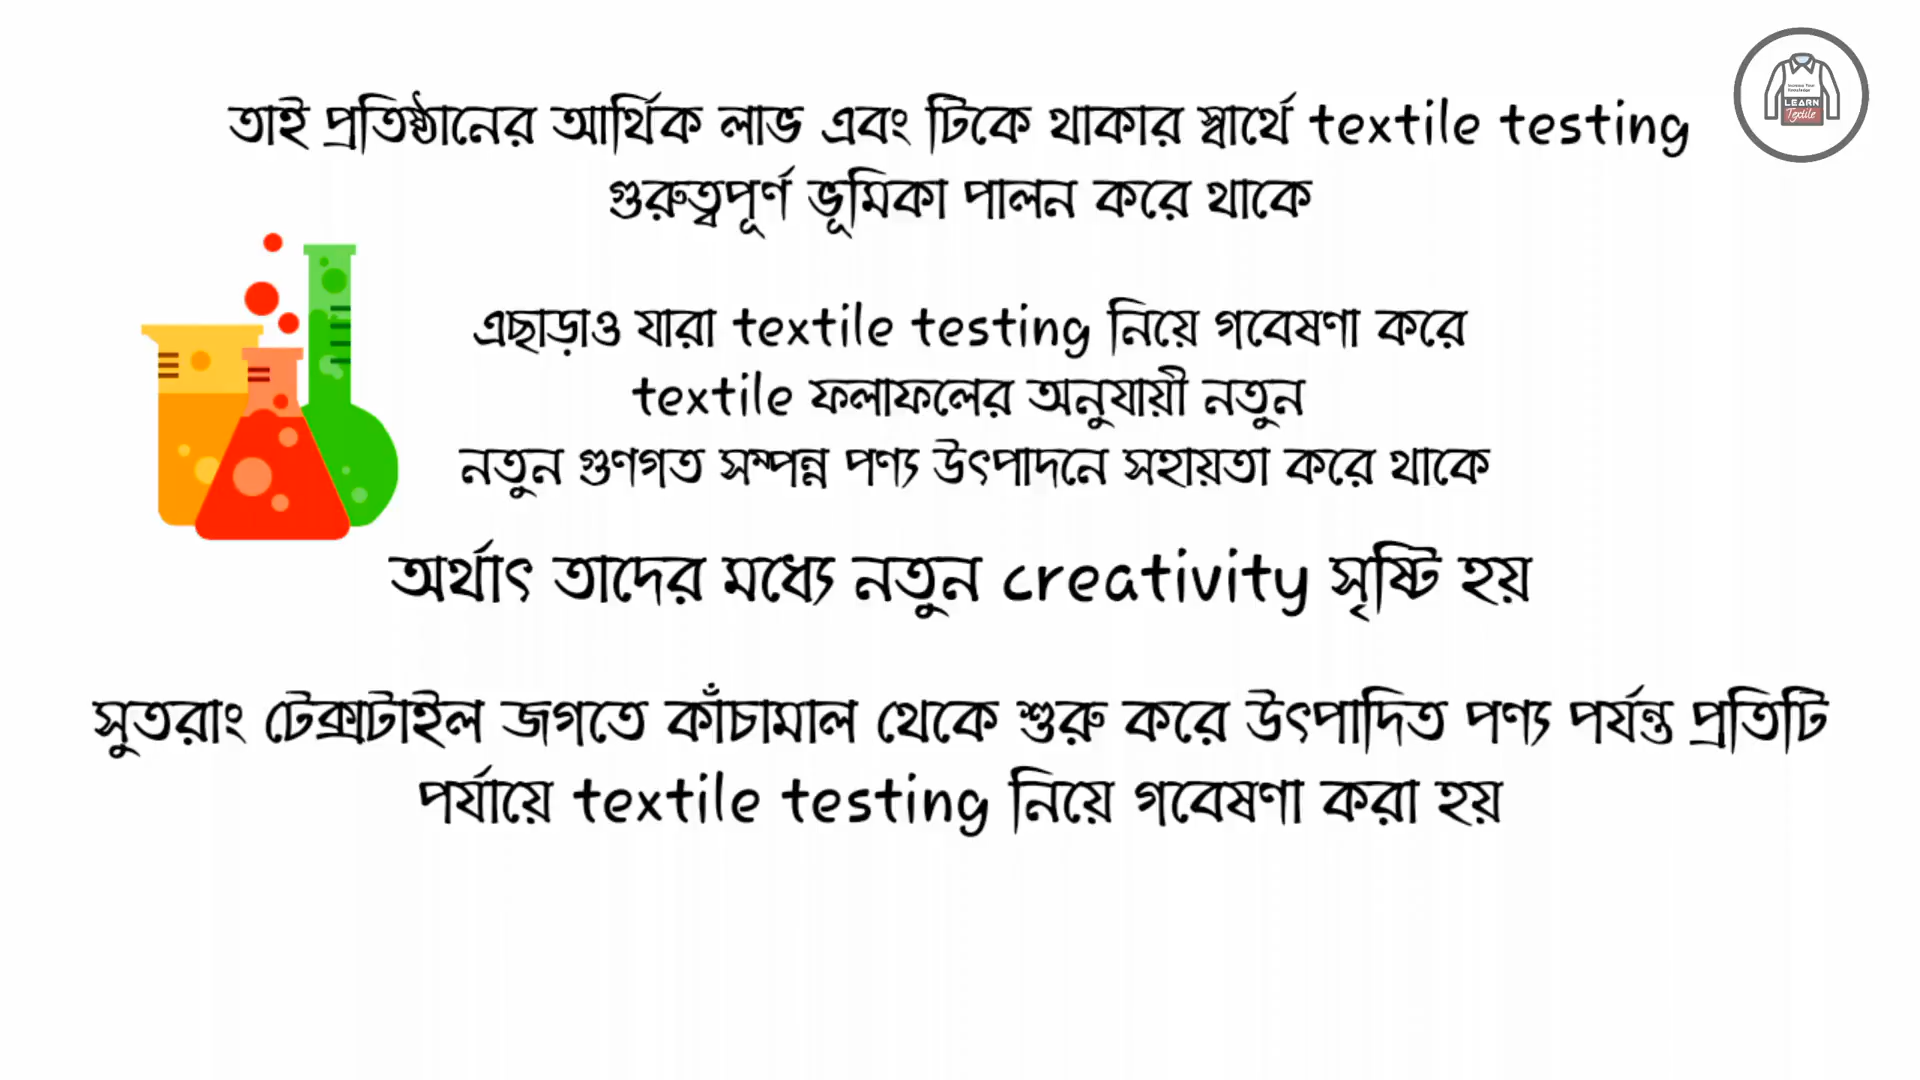 তাই প্রতিষ্ঠানের আর্থিক লাভ এবং টিকে থাকার স্বার্থে textile testing
গুরুত্বপূর্ণ ভূমিকা পালন করে থাকে
এছাড়াও যারা textile testing নিয়ে গবেষণা করে
textile ফলাফলের অনুযায়ী নতুন
নতুন গুণগত সম্পন্ন পণ্য উৎপাদনে সহায়তা করে থাকে
অর্থাৎ তাদের মধ্যে নতুন creativity সৃষ্টি হয়
সুতরাং টেক্সটাইল জগতে কাঁচামাল থেকে শুরু করে উৎপাদিত পণ্য পর্যন্ত প্রতিটি
পর্যায়ে textile testing নিয়ে গবেষণা করা হয়
LEARN
Textile